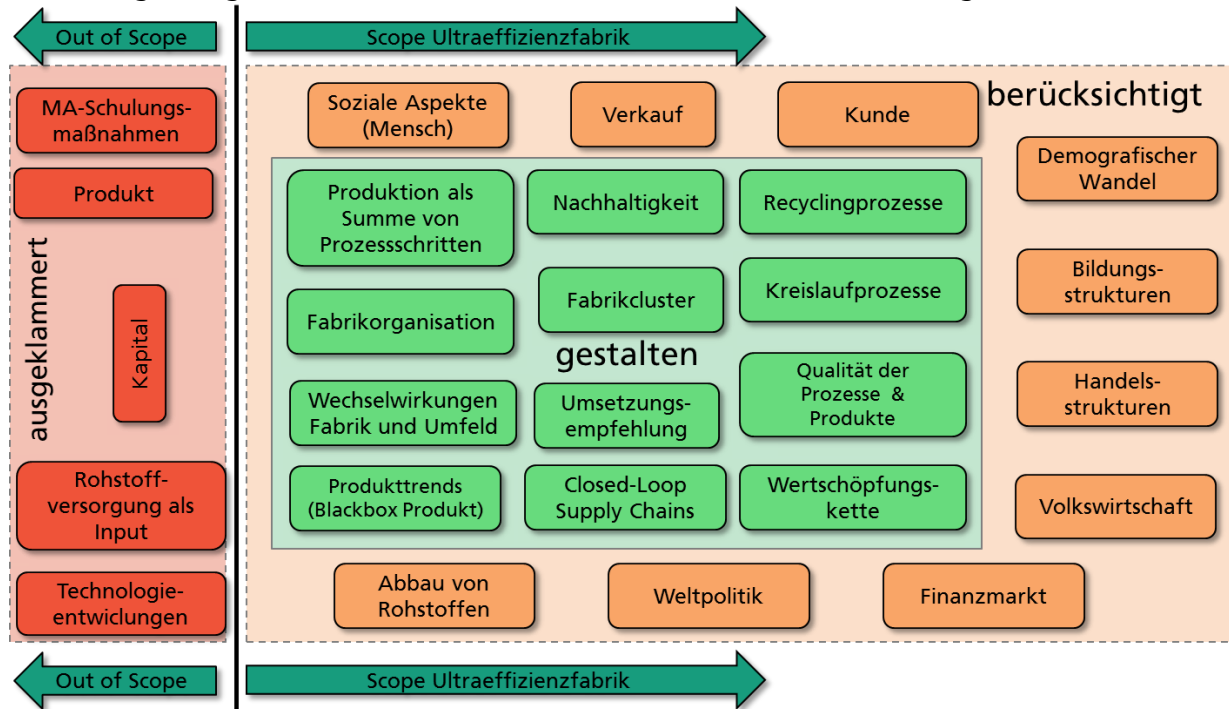 Out of Scope
Scope Ultraeffizienzfabrik
ausgeklammert
MA-Schulungs-
maßnahmen
Produkt
Kapital
Rohstoff-
versorgung als
Input
Technologie-
entwiclungen
berücksichtigt
Soziale Aspekte
(Mensch)
Verkauf
Kunde
Demografischer
Wandel
Bildungs-
strukturen
Handels-
strukturen
Volkswirtschaft
gestalten
Produktion als
Summe von
Prozessschritten
Nachhaltigkeit
Recyclingprozesse
Fabrikorganisation
Fabrikcluster
Kreislaufprozesse
Wechselwirkungen
Fabrik und Umfeld
Umsetzungs-
empfehlung
Qualität der
Prozesse &
Produkte
Produkttrends
(Blackbox Produkt)
Closed-Loop
Supply Chains
Wertschöpfungs-
kette
Abbau von
Rohstoffen
Weltpolitik
Finanzmarkt
Out of Scope
Scope Ultraeffizienzfabrik